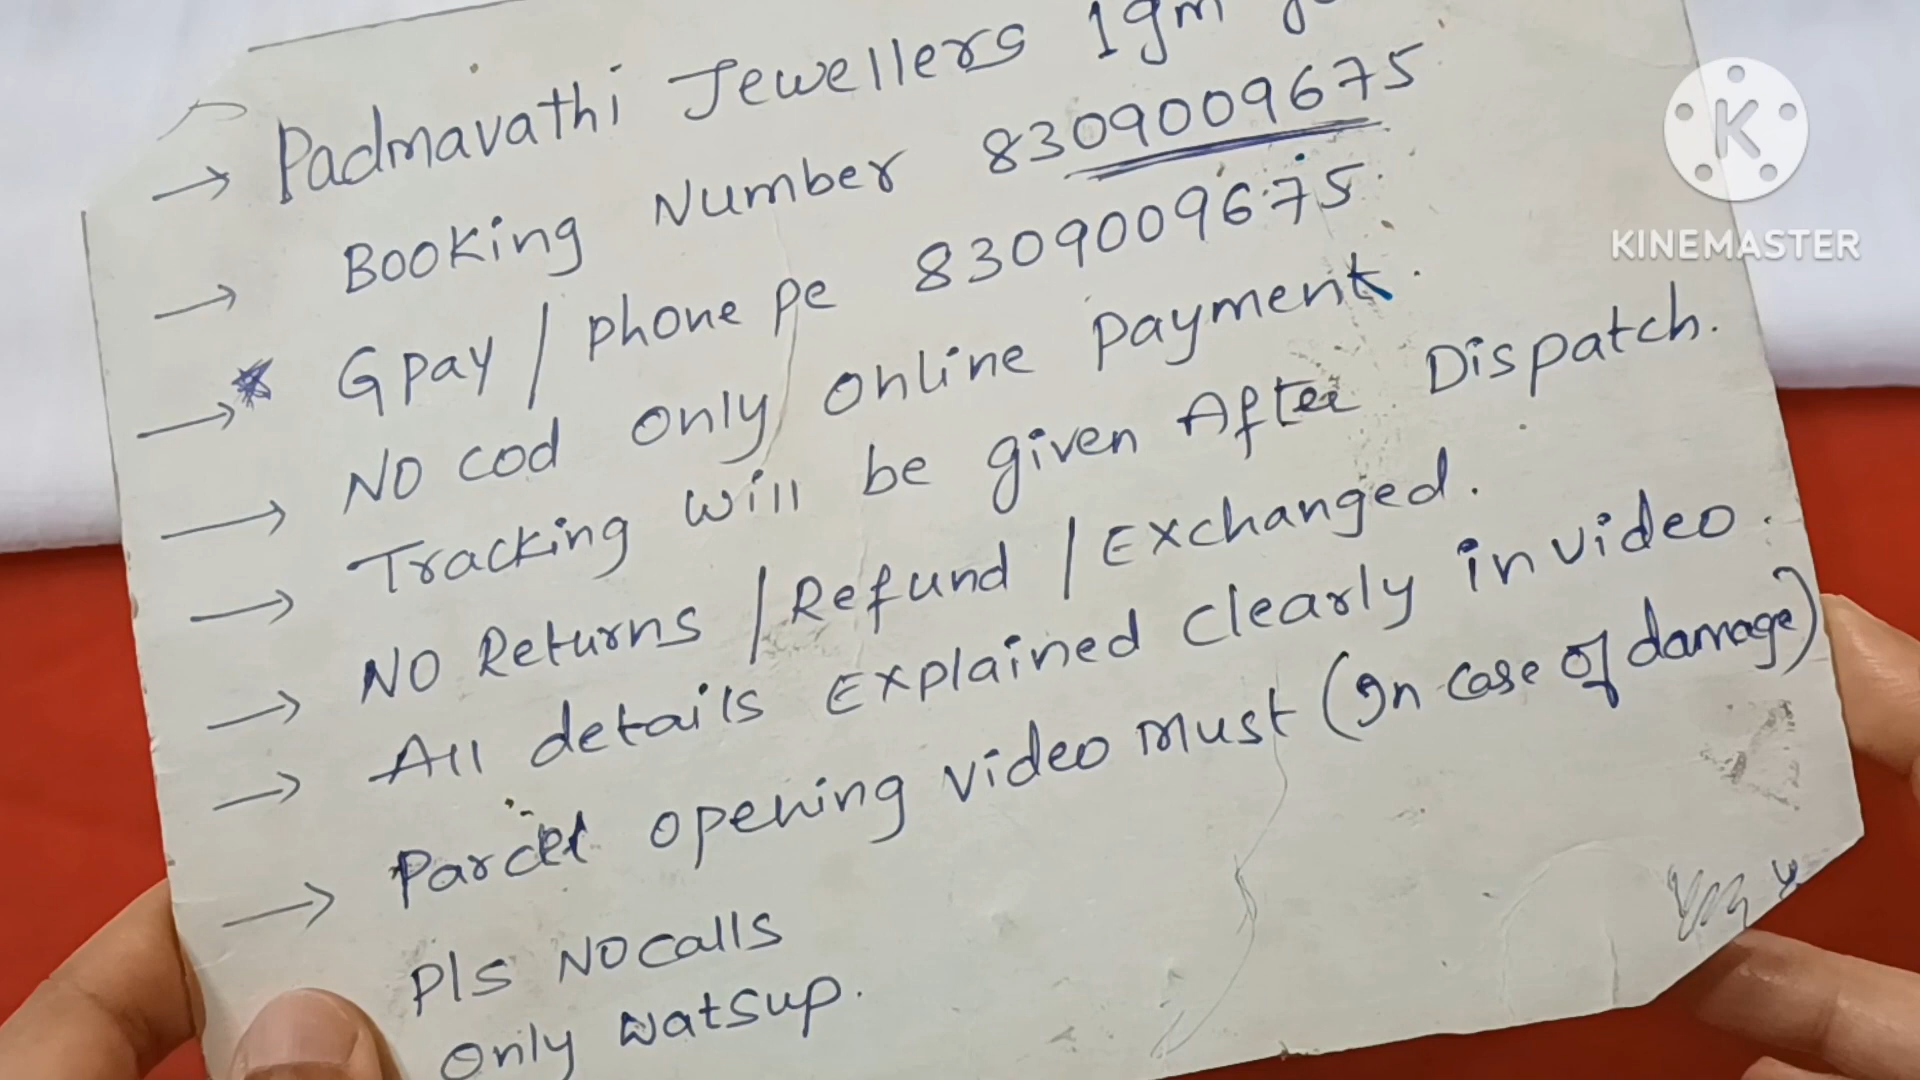 Padmavathi Jewellers 1gm
Booking Number 8309009675
Gpay / phone pe 8309009675
NO cod only online payment.
Tracking will be given After Dispatch.
NO Returns / Refund / Exchanged.
All details Explained clearly in video.
Parcel opening video must (In case of damage)
Pls NO calls
only watsup.
KINEMASTER